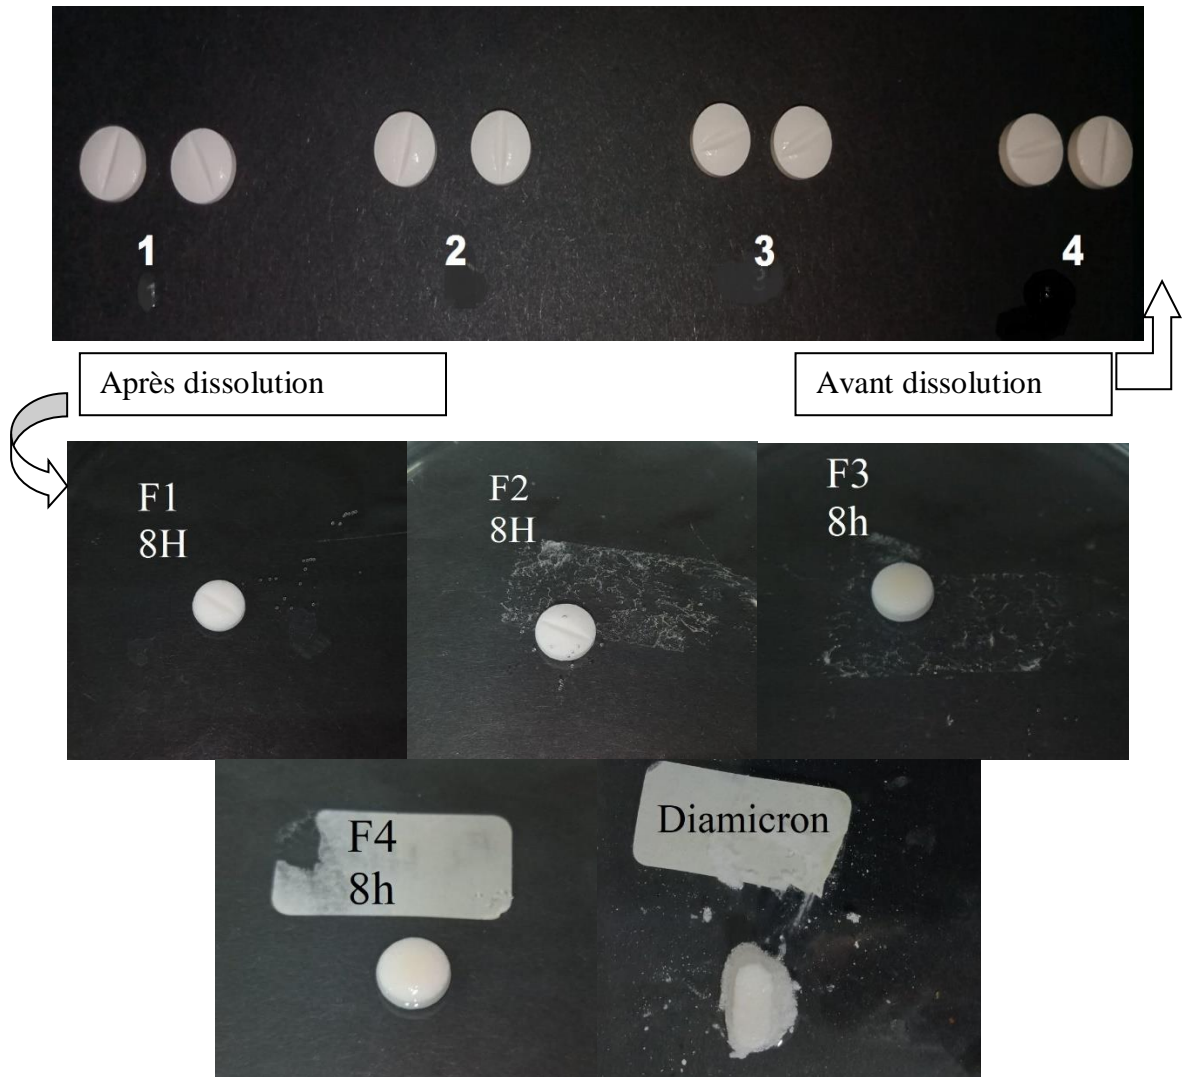 1 2 3 4
Après dissolution
Avant dissolution
F1
8H
F2
8H
F3
8h
F4
8h
Diamicron